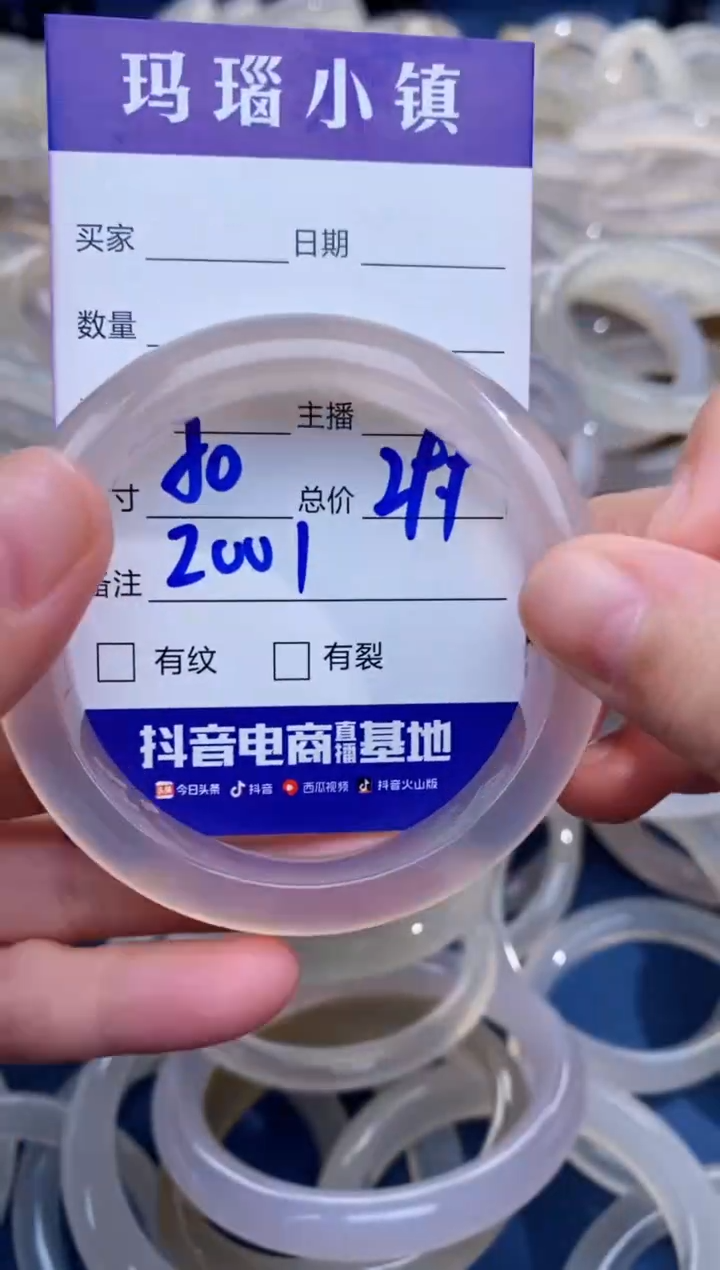 玛瑙小镇
买家 日期
数量
主播
寸 80 总价
备注 2001
有纹 有裂
抖音电商直播基地
今日头条 抖音 西瓜视频 抖音火山版